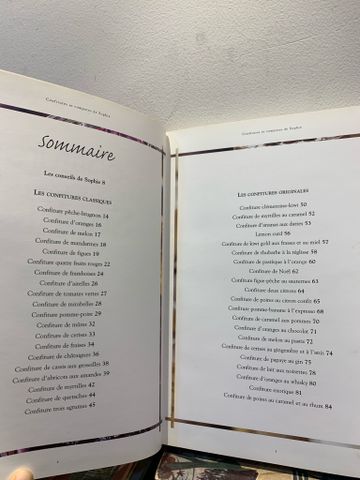 Confitures et compotes de Sophie
Sommaire
Les conseils de Sophie 8
LES CONFITURES CLASSIQUES
Confiture pêche-brugnon 14
Confiture d'oranges 16
Confiture de melon 17
Confiture de mandarines 18
Confiture de figues 19
Confiture quatre fruits rouges 22
Confiture de framboises 24
Confiture d'airelles 26
Confiture de tomates vertes 27
Confiture de mirabelles 28
Confiture pomme-poire 29
Confiture de mûres 32
Confiture de cerises 33
Confiture de fraises 34
Confiture de châtaignes 36
Confiture de cassis aux groseilles 38
Confiture d'abricots aux amandes 39
Confiture de myrtilles 42
Confiture de quetsches 44
Confiture trois agrumes 45
Confitures et compotes de Sophie
LES CONFITURES ORIGINALES
Confiture clémentine-kiwi 50
Confiture de myrtilles au caramel 52
Confiture d'ananas aux dattes 53
Lemon curd 56
Confiture de kiwi gold aux fraises et au miel 57
Confiture de rhubarbe à la réglisse 58
Confiture de pastèque à l'orange 60
Confiture de Noël 62
Confiture figue-pêche au sauternes 63
Confiture deux citrons 64
Confiture de poires au citron confit 65
Confiture pomme-banane à l'espresso 68
Confiture de caramel aux pommes 70
Confiture d'oranges au chocolat 71
Confiture de melon au pastis 72
Confiture de cerises au gingembre et à l'anis 74
Confiture de papaye au gin 75
Confiture de lait aux noisettes 76
Confiture d'oranges au whisky 80
Confiture exotique 81
Confiture de poires au caramel et au rhum 84